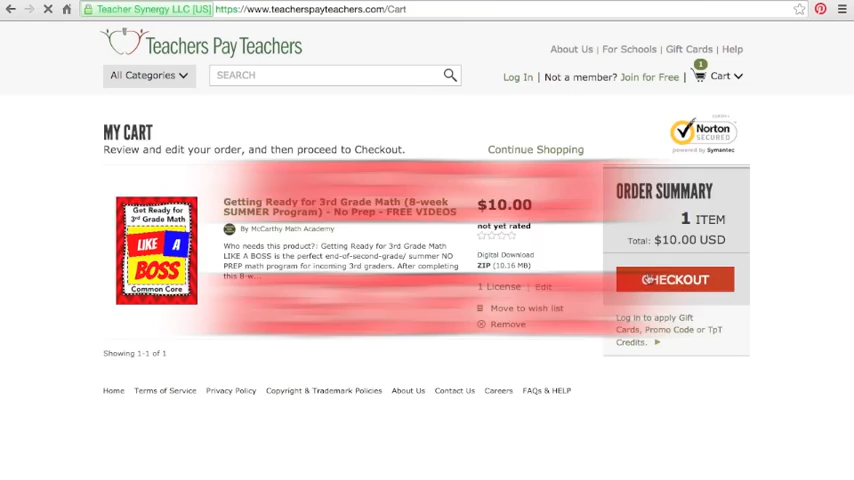 Teacher Synergy LLC [US] https://www.teacherspayteachers.com/Cart
Teachers Pay Teachers
About Us | For Schools | Gift Cards | Help
All Categories
SEARCH
Log In | Not a member? Join for Free |
1
Cart
MY CART
Review and edit your order, and then proceed to Checkout.
Continue Shopping
Norton
SECURED
powered by Symantec
Get Ready for
3rd Grade Math
LIKE A
BOSS
Common Core
Getting Ready for 3rd Grade Math (8-week
SUMMER Program) - No Prep - FREE VIDEOS
By McCarthy Math Academy
Who needs this product?: Getting Ready for 3rd Grade Math
LIKE A BOSS is the perfect end-of-second-grade/ summer NO
PREP math program for incoming 3rd graders. After completing
this 8-w...
$10.00
not yet rated
Digital Download
ZIP (10.16 MB)
1 License | Edit
Move to wish list
Remove
ORDER SUMMARY
1 ITEM
Total: $10.00 USD
CHECKOUT
Log in to apply Gift
Cards, Promo Code or TpT
Credits.
Showing 1-1 of 1
Home Terms of Service Privacy Policy Copyright & Trademark Policies About Us Contact Us Careers FAQs & HELP